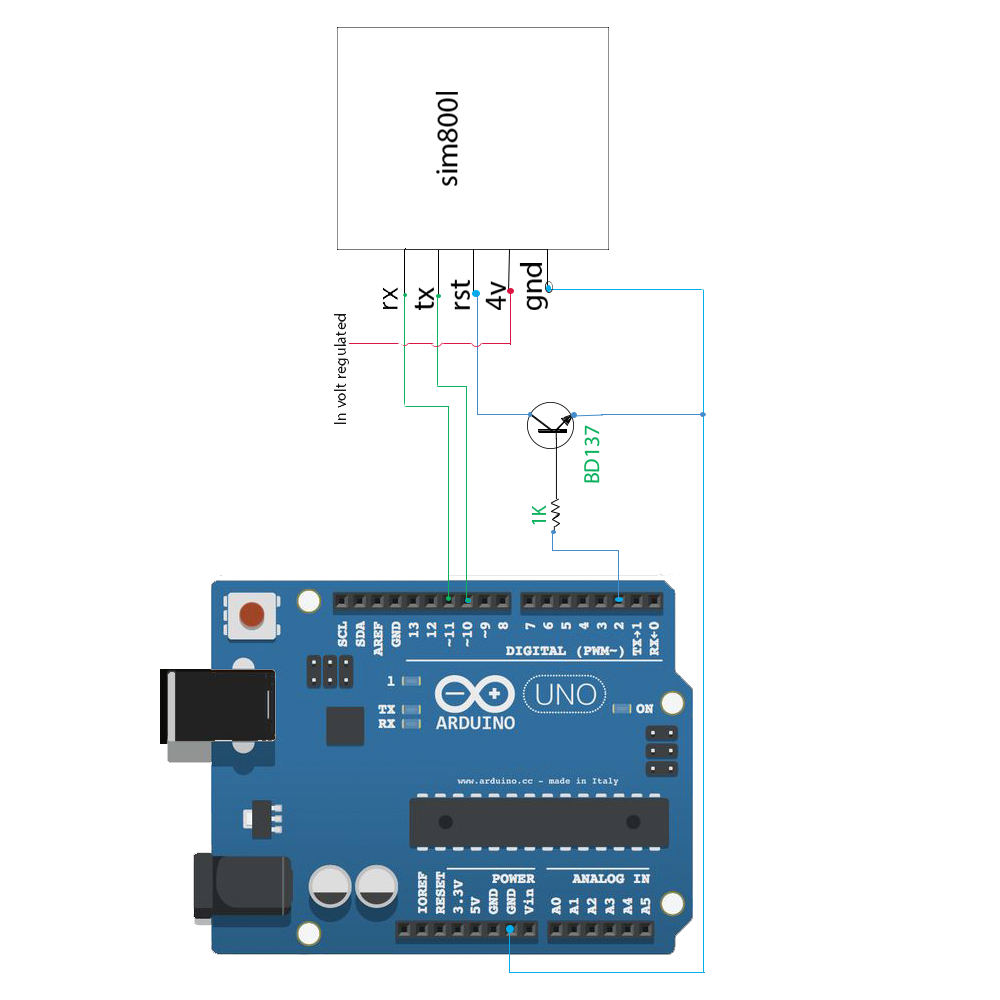 sim800l
rx
tx
rst
4v
gnd
In volt regulated
BD137
1K
SCL
SDA
AREF
GND
13
12
~11
~10
~9
8
7
6
5
4
3
2
TX→1
RX←0
DIGITAL (PWM~)
1
TX
RX
ARDUINO
UNO
ON
www.arduino.cc - made in Italy
POWER
ANALOG IN
IOREF
RESET
3.3V
5V
GND
GND
Vin
A0
A1
A2
A3
A4
A5